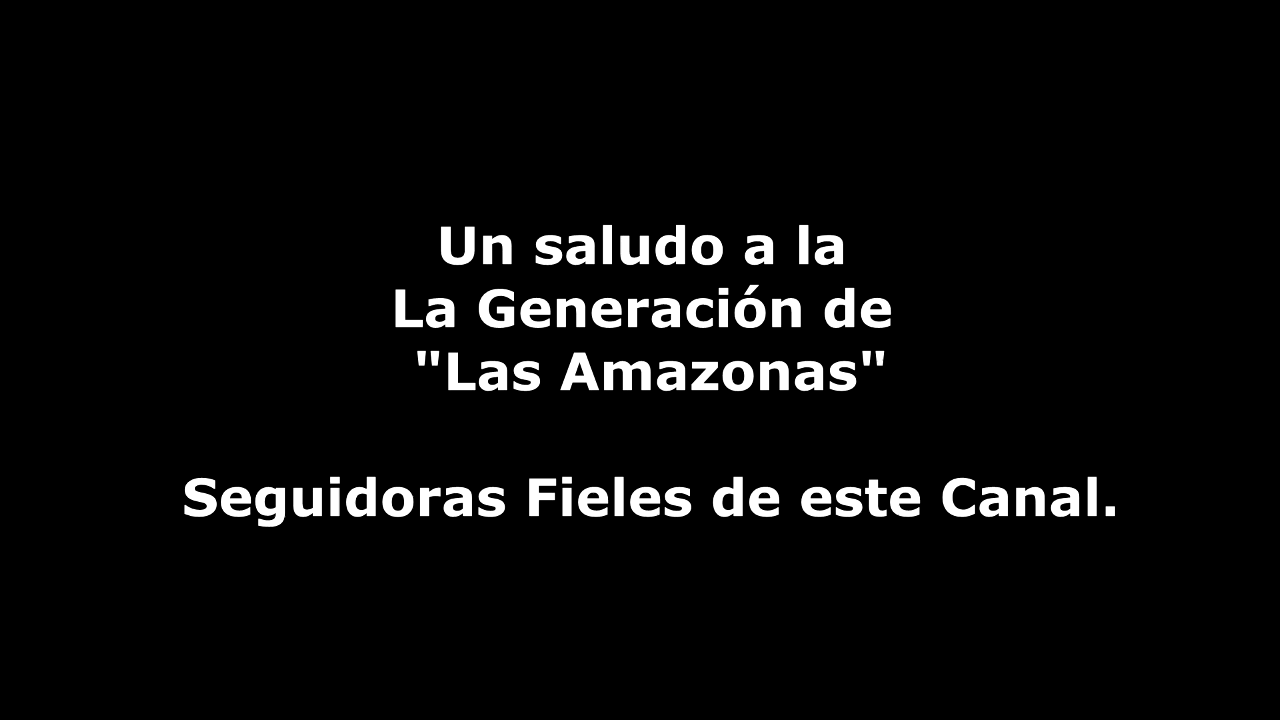 Un saludo a la
La Generación de
"Las Amazonas"
Seguidoras Fieles de este Canal.